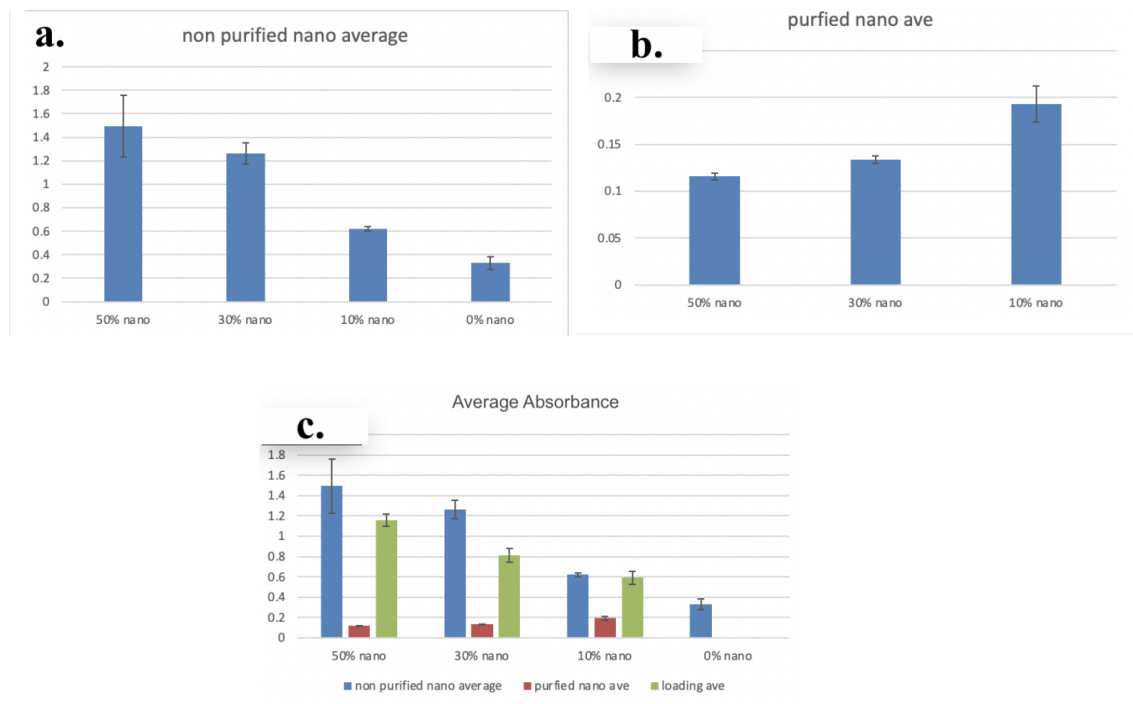 a.
non purified nano average
2
1.8
1.6
1.4
1.2
1
0.8
0.6
0.4
0.2
0
50% nano 30% nano 10% nano 0% nano
b.
purfied nano ave
0.2
0.15
0.1
0.05
0
50% nano 30% nano 10% nano
c.
Average Absorbance
1.8
1.6
1.4
1.2
1
0.8
0.6
0.4
0.2
0
50% nano 30% nano 10% nano 0% nano
non purified nano average purfied nano ave loading ave